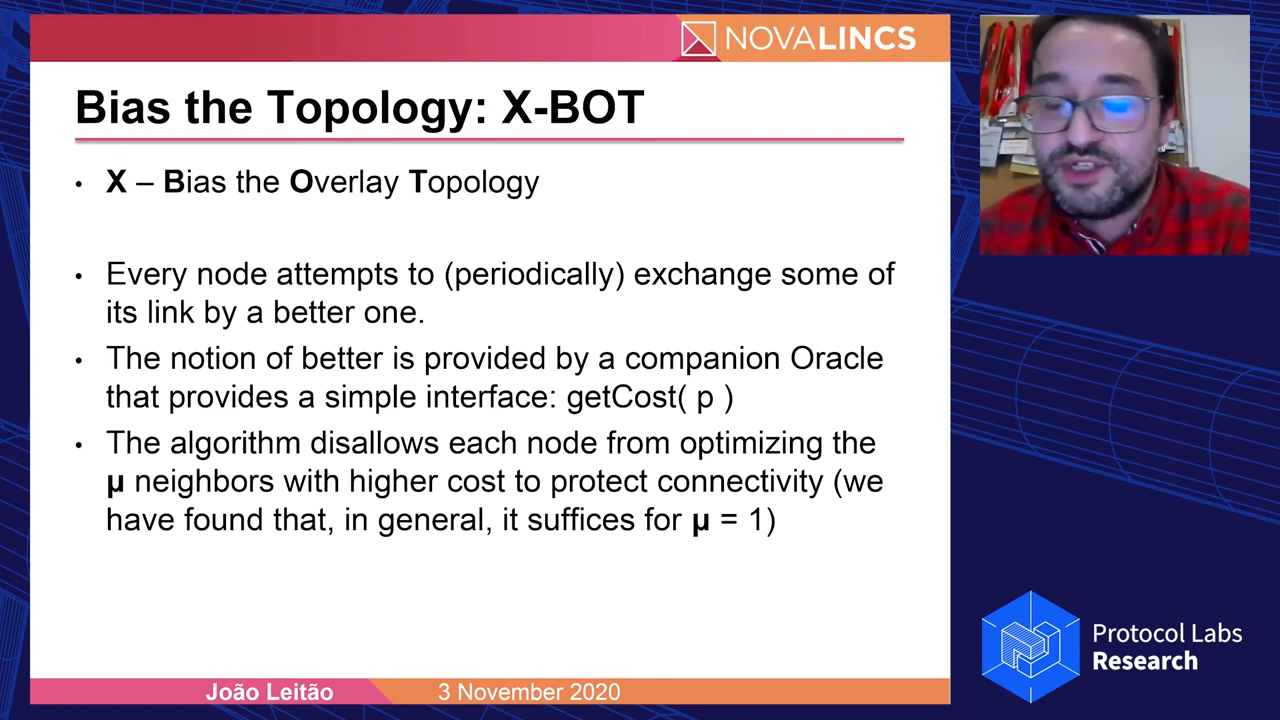 NOVALINCS
Bias the Topology: X-BOT
• X – Bias the Overlay Topology
• Every node attempts to (periodically) exchange some of
its link by a better one.
• The notion of better is provided by a companion Oracle
that provides a simple interface: getCost( p )
• The algorithm disallows each node from optimizing the
µ neighbors with higher cost to protect connectivity (we
have found that, in general, it suffices for µ = 1)
João Leitão
3 November 2020
Protocol Labs
Research